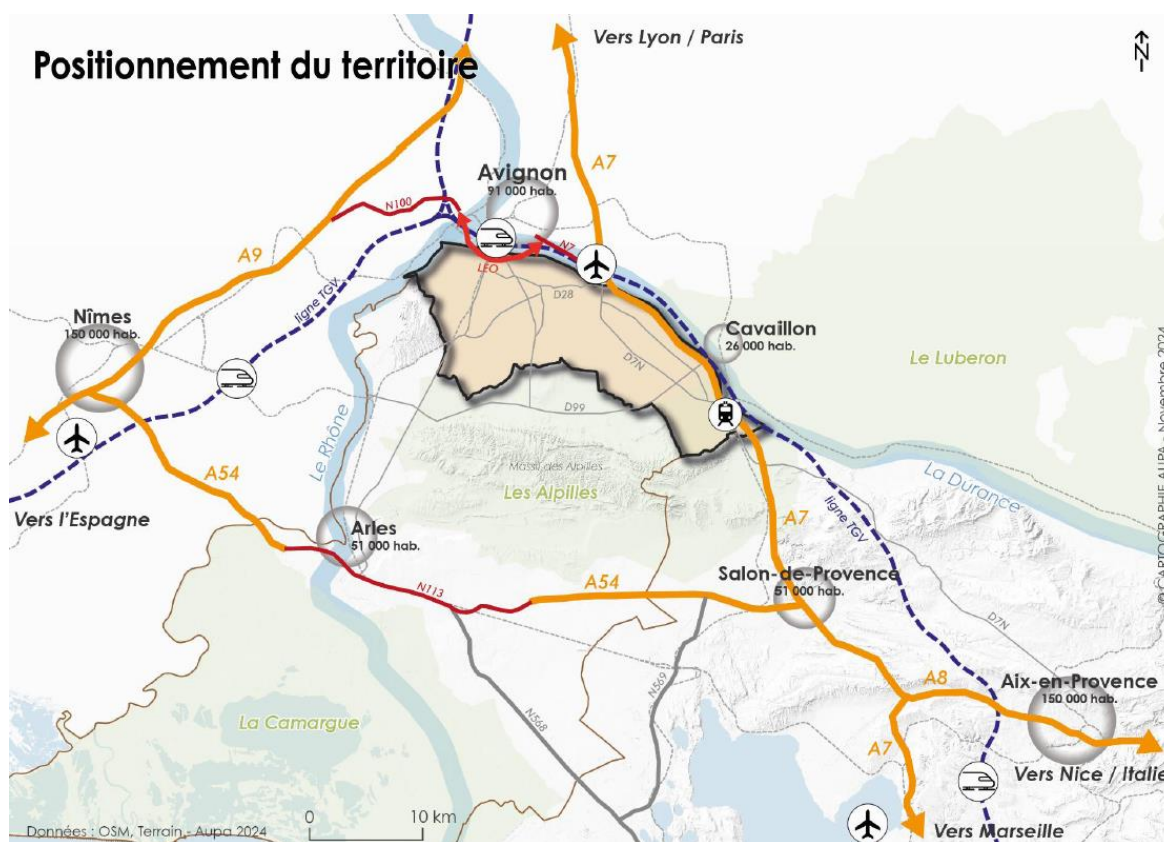 Positionnement du territoire
Vers Lyon / Paris
N
A7
Avignon
91 000 hab.
N100
N7
LEO
A9
ligne TGV
D28
Nîmes
150 000 hab.
Cavaillon
26 000 hab.
D7N
Le Luberon
D99
Le Rhône
Massif des Alpilles
Les Alpilles
La Durance
A54
Vers l'Espagne
ligne TGV
A7
Arles
51 000 hab.
N113
A54
Salon-de-Provence
51 000 hab.
D7N
N569
N568
A8
Aix-en-Provence
150 000 hab.
La Camargue
A7
Vers Nice / Italie
Vers Marseille
0 10 km
Données : OSM, Terrain - Aupa 2024
© CARTOGRAPHIE AUPA - Novembre 2024